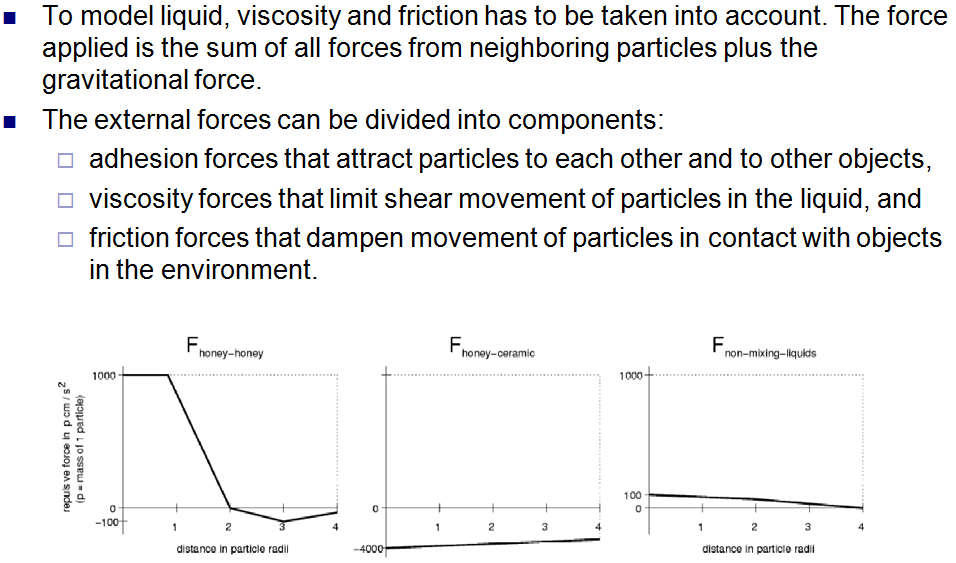 To model liquid, viscosity and friction has to be taken into account. The force
applied is the sum of all forces from neighboring particles plus the
gravitational force.
The external forces can be divided into components:
adhesion forces that attract particles to each other and to other objects,
viscosity forces that limit shear movement of particles in the liquid, and
friction forces that dampen movement of particles in contact with objects
in the environment.
F honey-honey
repulsive force in p cm / s²
(p = mass of 1 particle)
1000
0
-100
1 2 3 4
distance in particle radii
F honey-ceramic
0
-4000
1 2 3 4
F non-mixing-liquids
1000
100
0
1 2 3 4
distance in particle radii